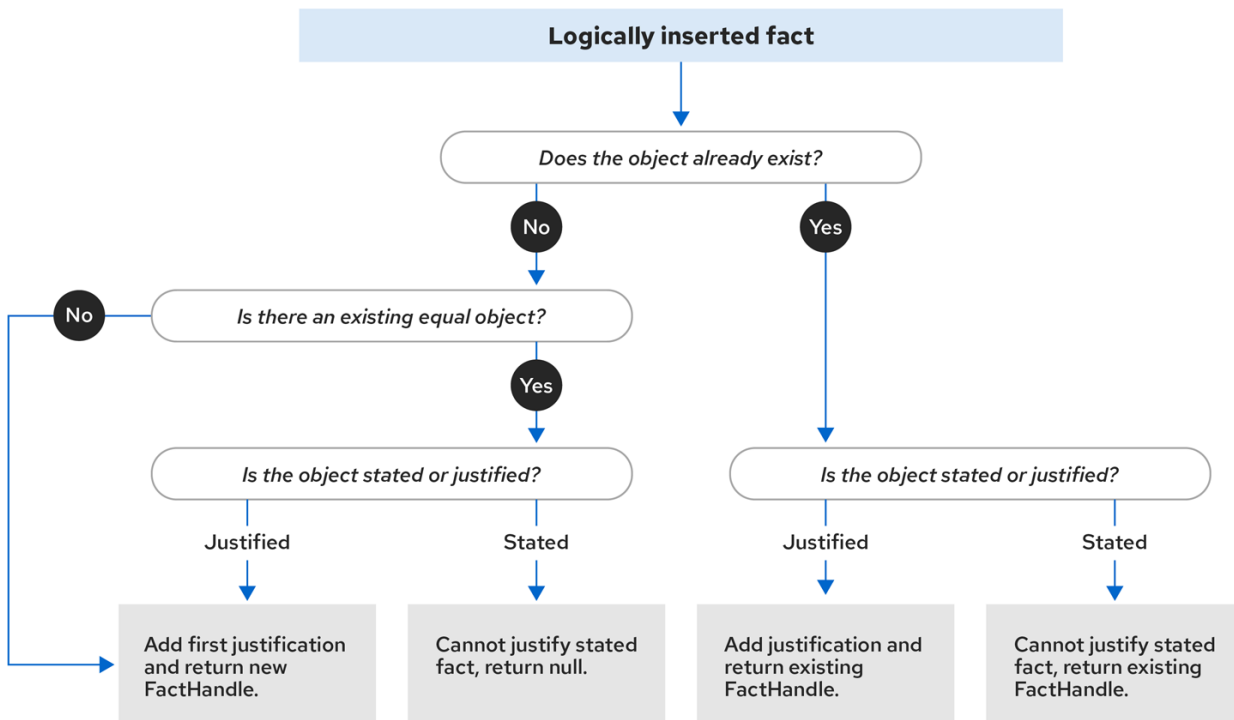 Logically inserted fact
Does the object already exist?
No
Yes
No
Is there an existing equal object?
Yes
Is the object stated or justified?
Is the object stated or justified?
Justified
Stated
Justified
Stated
Add first justification
and return new
FactHandle.
Cannot justify stated
fact, return null.
Add justification and
return existing
FactHandle.
Cannot justify stated
fact, return existing
FactHandle.